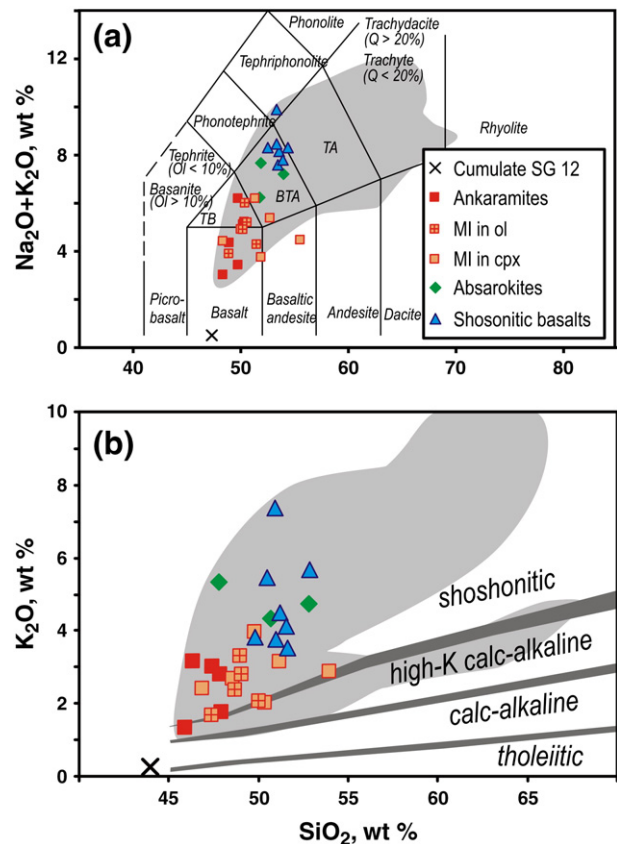 (a)
Na₂O+K₂O, wt %
12
8
4
0
40
50
60
70
80
Phonolite
Trachydacite
(Q > 20%)
Trachyte
(Q < 20%)
Tephriphonolite
Phonotephrite
Tephrite
(Ol < 10%)
Basanite
(Ol > 10%)
TA
Rhyolite
BTA
TB
Picro-
basalt
Basalt
Basaltic
andesite
Andesite
Dacite
Cumulate SG 12
Ankaramites
MI in ol
MI in cpx
Absarokites
Shosonitic basalts
(b)
K₂O, wt %
10
8
6
4
2
0
shoshonitic
high-K calc-alkaline
calc-alkaline
tholeiitic
45
50
55
60
65
SiO₂, wt %